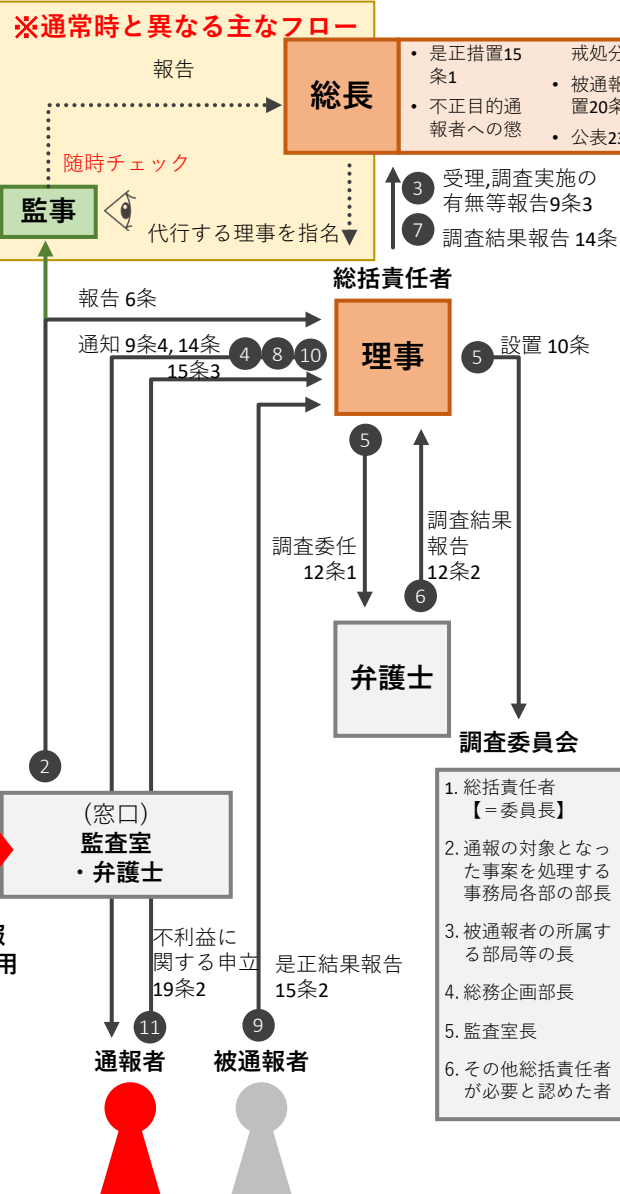 ※通常時と異なる主なフロー
報告
総長
• 是正措置15
条1
• 不正目的通
報者への懲
戒処分
• 被通報
置20条
• 公表23
随時チェック
監事
代行する理事を指名
3 受理,調査実施の
有無等報告9条3
7 調査結果報告 14条
総括責任者
報告 6条
通知 9条4, 14条
15条3
4 8 10
理事
5 設置 10条
5
調査委任
12条1
調査結果
報告
12条2
6
弁護士
調査委員会
2
(窓口)
監査室
・弁護士
1. 総括責任者
【=委員長】
2. 通報の対象となっ
た事案を処理する
事務局各部の部長
3. 被通報者の所属す
る部局等の長
4. 総務企画部長
5. 監査室長
6. その他総括責任者
が必要と認めた者
用
不利益に
関する申立
19条2
是正結果報告
15条2
11
9
通報者
被通報者